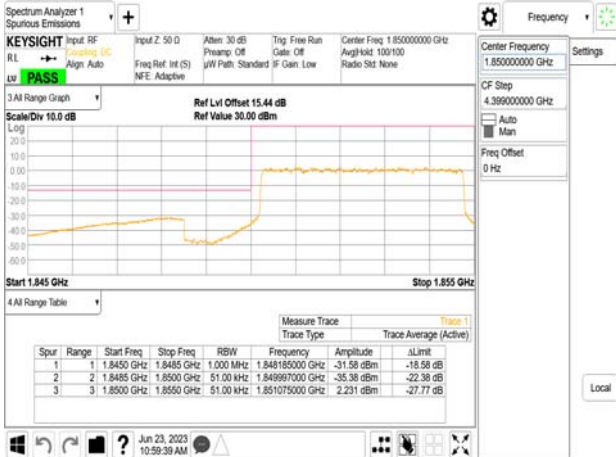 Spectrum Analyzer 1
Spurious Emissions
Frequency
KEYSIGHT
RL
LV
PASS
Input: RF
Coupling: DC
Align: Auto
Input Z: 50 Ω
Freq Ref: Int (S)
NFE: Adaptive
Atten: 30 dB
Preamp: Off
µW Path: Standard
Trig: Free Run
Gate: Off
IF Gain: Low
Center Freq: 1.850000000 GHz
Avg|Hold: 100/100
Radio Std: None
Center Frequency
1.850000000 GHz
Settings
CF Step
4.399000000 GHz
Auto
Man
Freq Offset
0 Hz
Local
3 All Range Graph
Scale/Div 10.0 dB
Ref Lvl Offset 15.44 dB
Ref Value 30.00 dBm
Log
20.0
10.0
0.00
-10.0
-20.0
-30.0
-40.0
-50.0
-60.0
Start 1.845 GHz
Stop 1.855 GHz
4 All Range Table
Measure Trace Trace 1
Trace Type Trace Average (Active)
Spur Range Start Freq Stop Freq RBW Frequency Amplitude ΔLimit
1 1 1.8450 GHz 1.8485 GHz 1.000 MHz 1.848185000 GHz -31.58 dBm -18.58 dB
2 2 1.8485 GHz 1.8500 GHz 51.00 kHz 1.849997000 GHz -35.38 dBm -22.38 dB
3 3 1.8500 GHz 1.8550 GHz 51.00 kHz 1.851075000 GHz 2.231 dBm -27.77 dB
?
Jun 23, 2023
10:59:39 AM